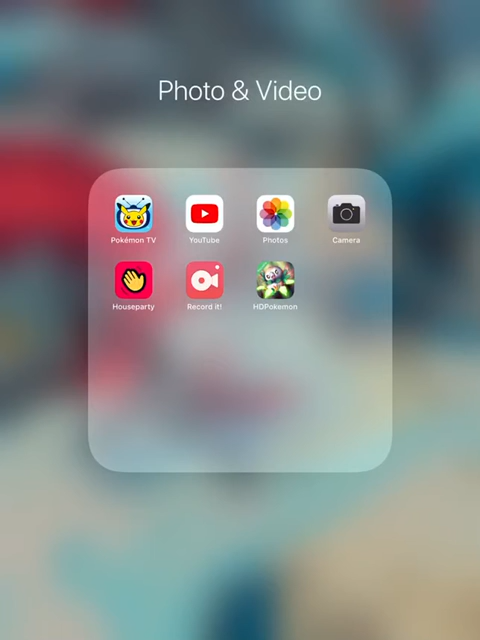 Photo & Video
Pokémon TV
YouTube
Photos
Camera
Houseparty
Record it!
HDPokemon